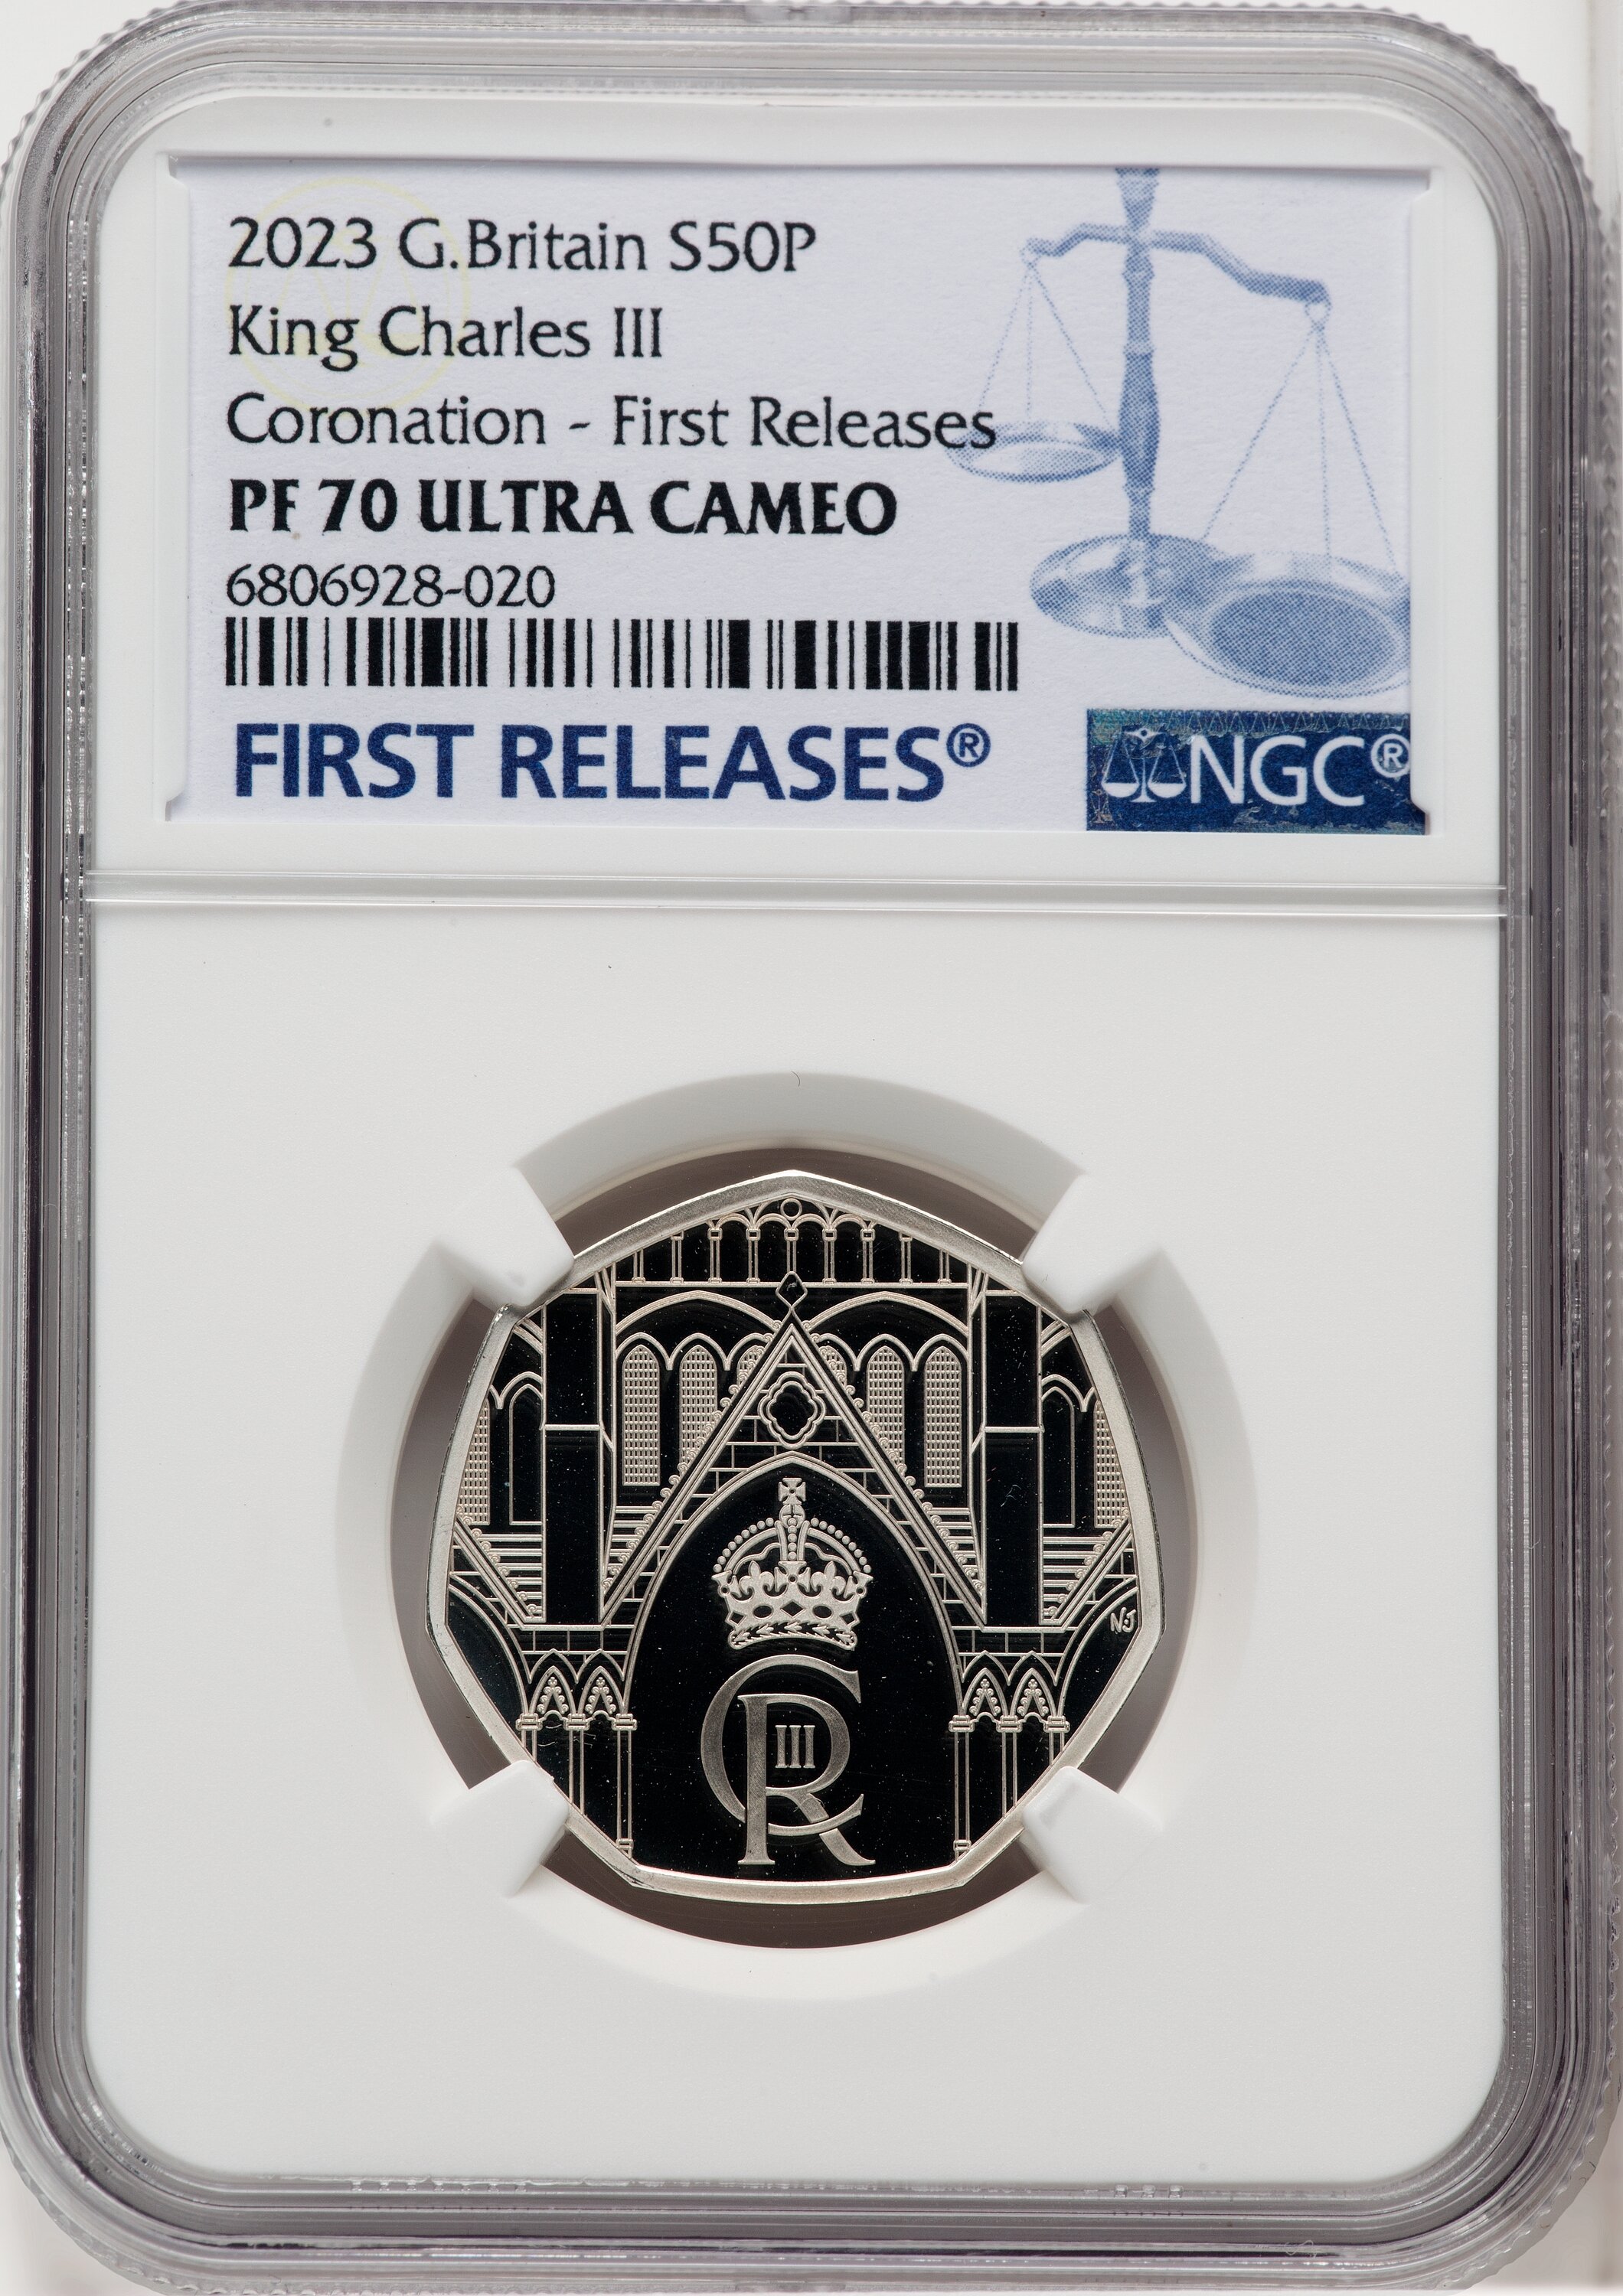 2023 G.Britain S50P
King Charles III
Coronation - First Releases
PF 70 ULTRA CAMEO
6806928-020
FIRST RELEASES®
NGC®
N·J
CR
III